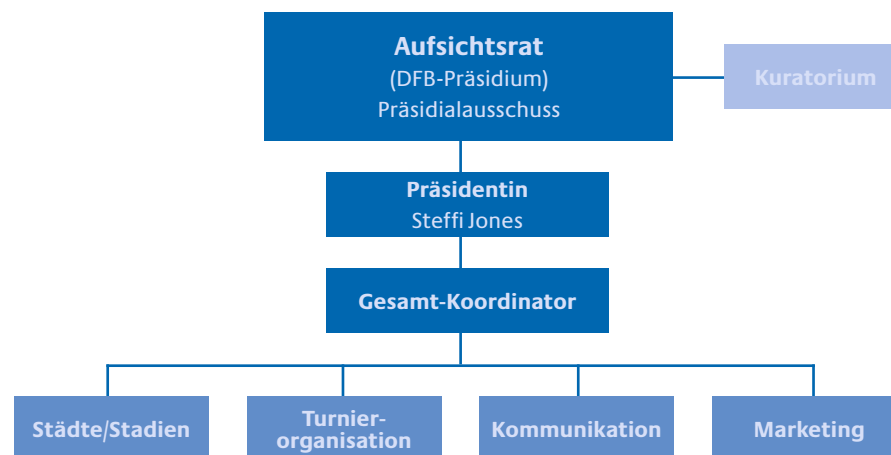 Aufsichtsrat
(DFB-Präsidium)
Präsidialausschuss
Kuratorium
Präsidentin
Steffi Jones
Gesamt-Koordinator
Städte/Stadien
Turnier-
organisation
Kommunikation
Marketing